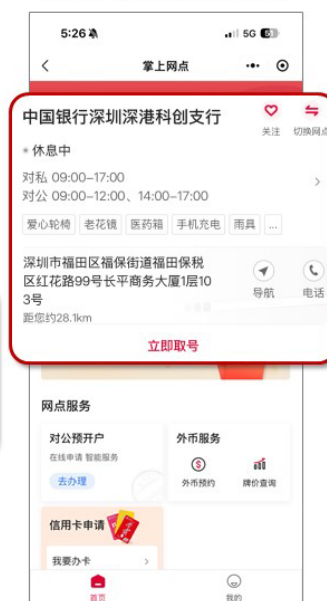 5:26
5G
掌上网点
中国银行深圳深港科创支行
关注
切换网点
休息中
对私 09:00–17:00
对公 09:00–12:00、14:00–17:00
爱心轮椅 老花镜 医药箱 手机充电 雨具 ...
深圳市福田区福保街道福田保税
区红花路99号长平商务大厦1层10
3号
导航
电话
距您约28.1km
立即取号
网点服务
对公预开户
在线申请 智能服务
去办理
外币服务
外币预约
牌价查询
信用卡申请
我要办卡
首页
我的